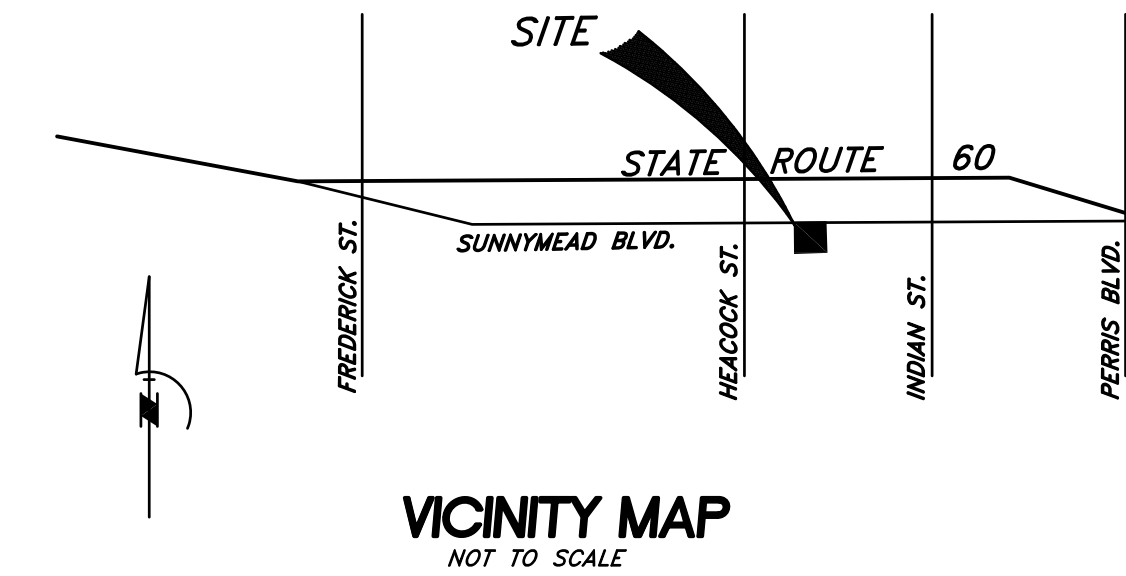 SITE
STATE ROUTE 60
SUNNYMEAD BLVD.
FREDERICK ST.
HEACOCK ST.
INDIAN ST.
PERRIS BLVD.
N
VICINITY MAP
NOT TO SCALE